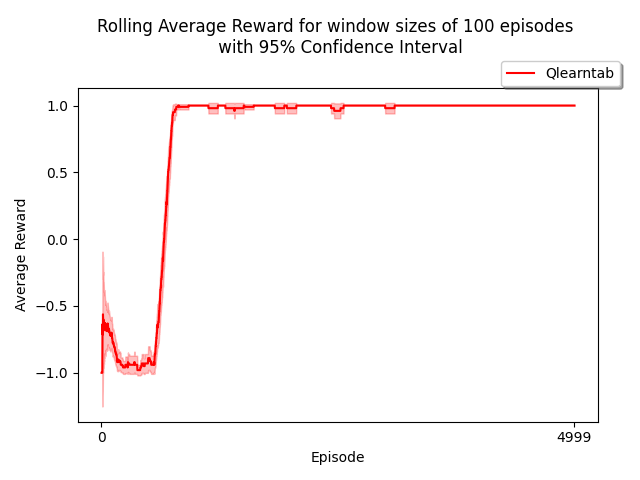 Rolling Average Reward for window sizes of 100 episodes
with 95% Confidence Interval
Qlearntab
1.0
0.5
0.0
−0.5
−1.0
Average Reward
0
4999
Episode